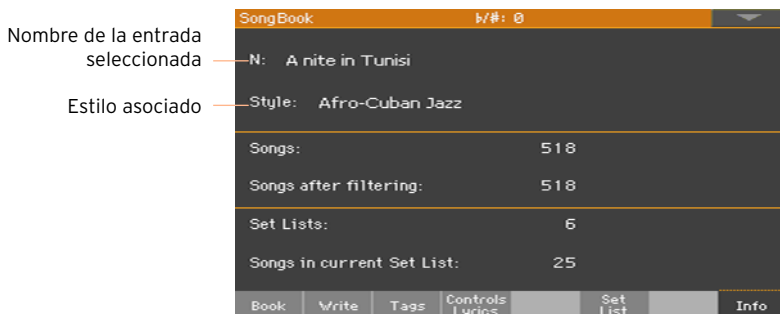 SongBook ♭/#: 0
Nombre de la entrada
seleccionada
N: A nite in Tunisi
Estilo asociado
Style: Afro-Cuban Jazz
Songs: 518
Songs after filtering: 518
Set Lists: 6
Songs in current Set List: 25
Book Write Tags Controls Lyrics Set List Info